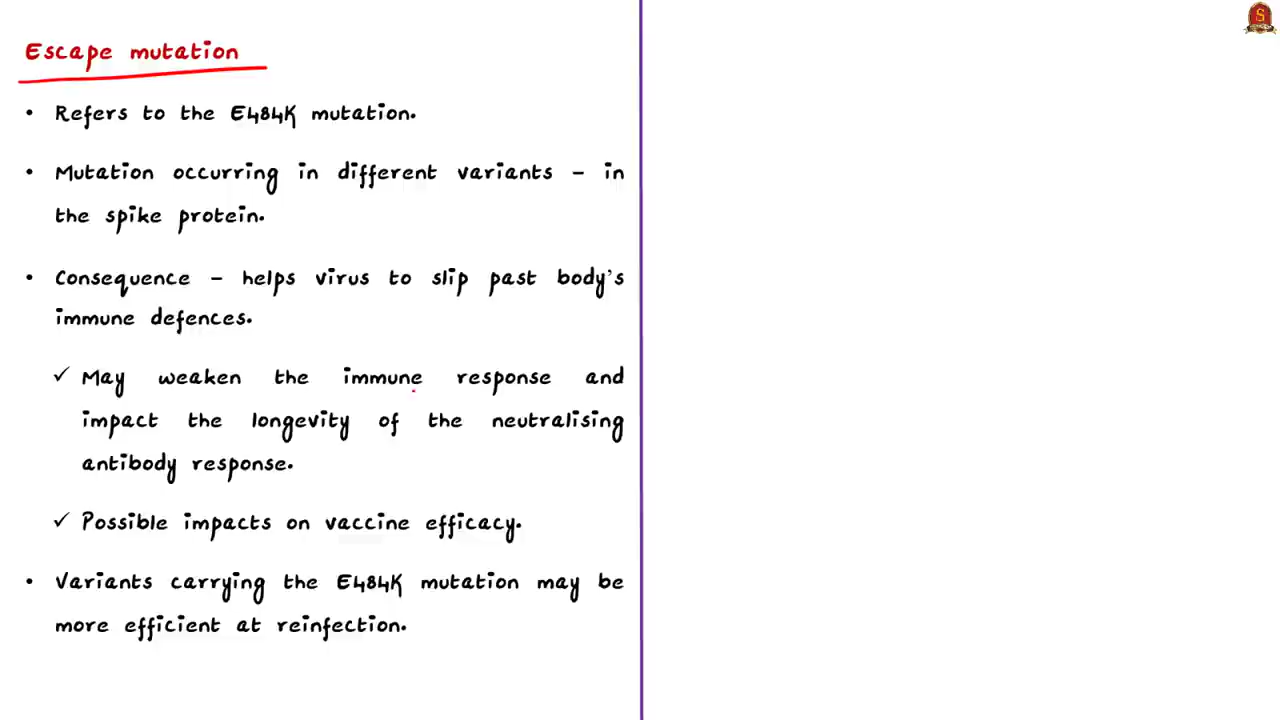 Escape mutation
• Refers to the E484K mutation.
• Mutation occurring in different variants – in
the spike protein.
• Consequence – helps virus to slip past body's
immune defences.
✓ May weaken the immune response and
impact the longevity of the neutralising
antibody response.
✓ Possible impacts on vaccine efficacy.
• Variants carrying the E484K mutation may be
more efficient at reinfection.